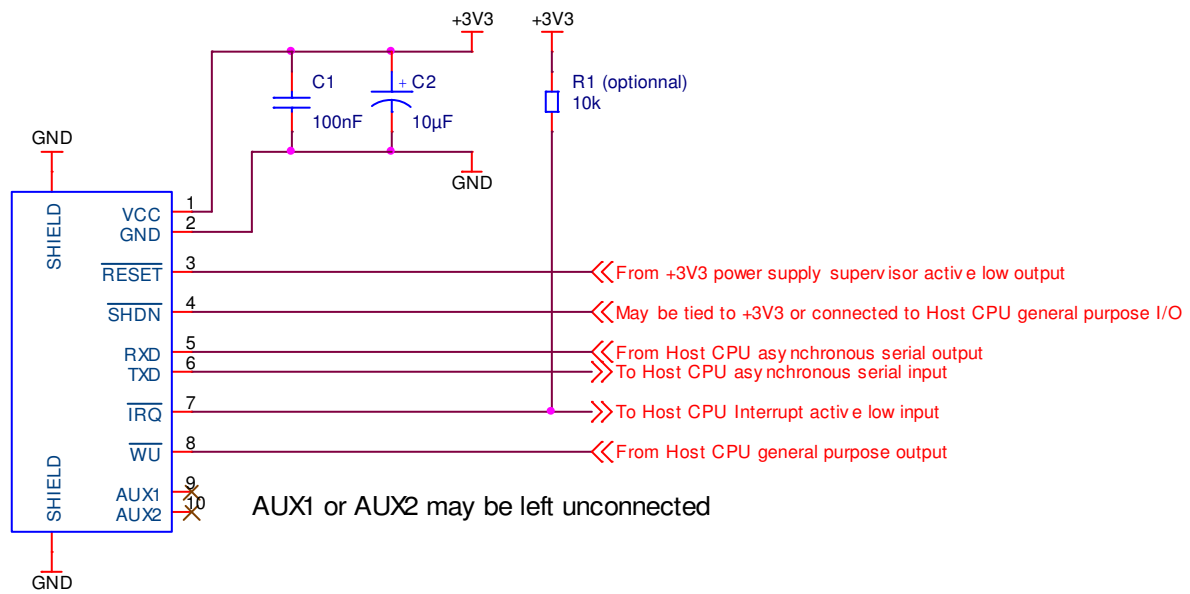 +3V3
+3V3
C1
+ C2
R1 (optionnal)
10k
100nF
10µF
GND
GND
SHIELD
VCC
1
GND
2
RESET
3
From +3V3 power supply supervisor active low output
SHDN
4
May be tied to +3V3 or connected to Host CPU general purpose I/O
RXD
5
From Host CPU asynchronous serial output
TXD
6
To Host CPU asynchronous serial input
IRQ
7
To Host CPU Interrupt active low input
WU
8
From Host CPU general purpose output
SHIELD
AUX1
9
AUX2
10
AUX1 or AUX2 may be left unconnected
GND